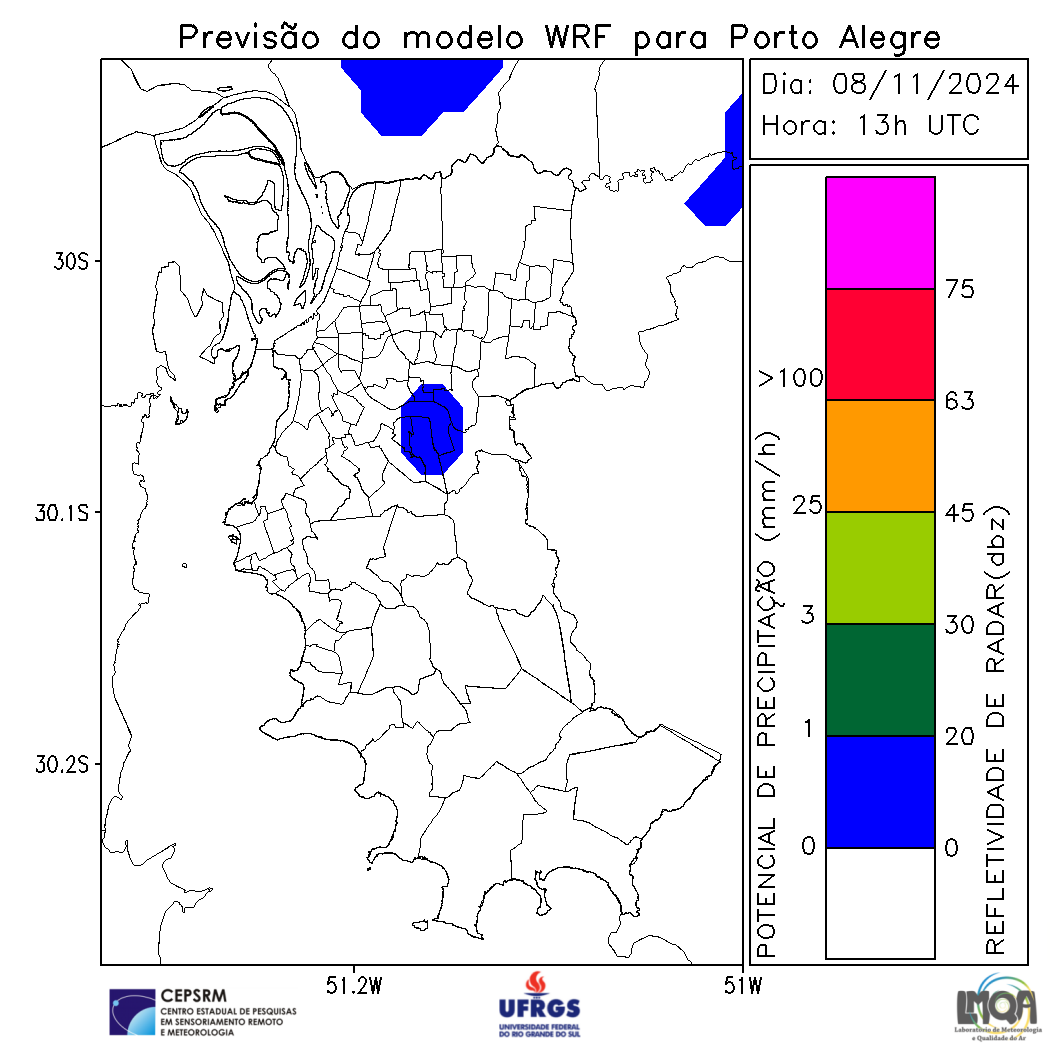 Previsão do modelo WRF para Porto Alegre
Dia: 08/11/2024
Hora: 13h UTC
30S
30.1S
30.2S
51.2W
51W
POTENCIAL DE PRECIPITAÇÃO (mm/h)
>100
25
3
1
0
75
63
45
30
20
0
REFLETIVIDADE DE RADAR(dbz)
CEPSRM
CENTRO ESTADUAL DE PESQUISAS
EM SENSORIAMENTO REMOTO
E METEOROLOGIA
UFRGS
UNIVERSIDADE FEDERAL
DO RIO GRANDE DO SUL
LMQA
Laboratório de Meteorologia
e Qualidade do Ar